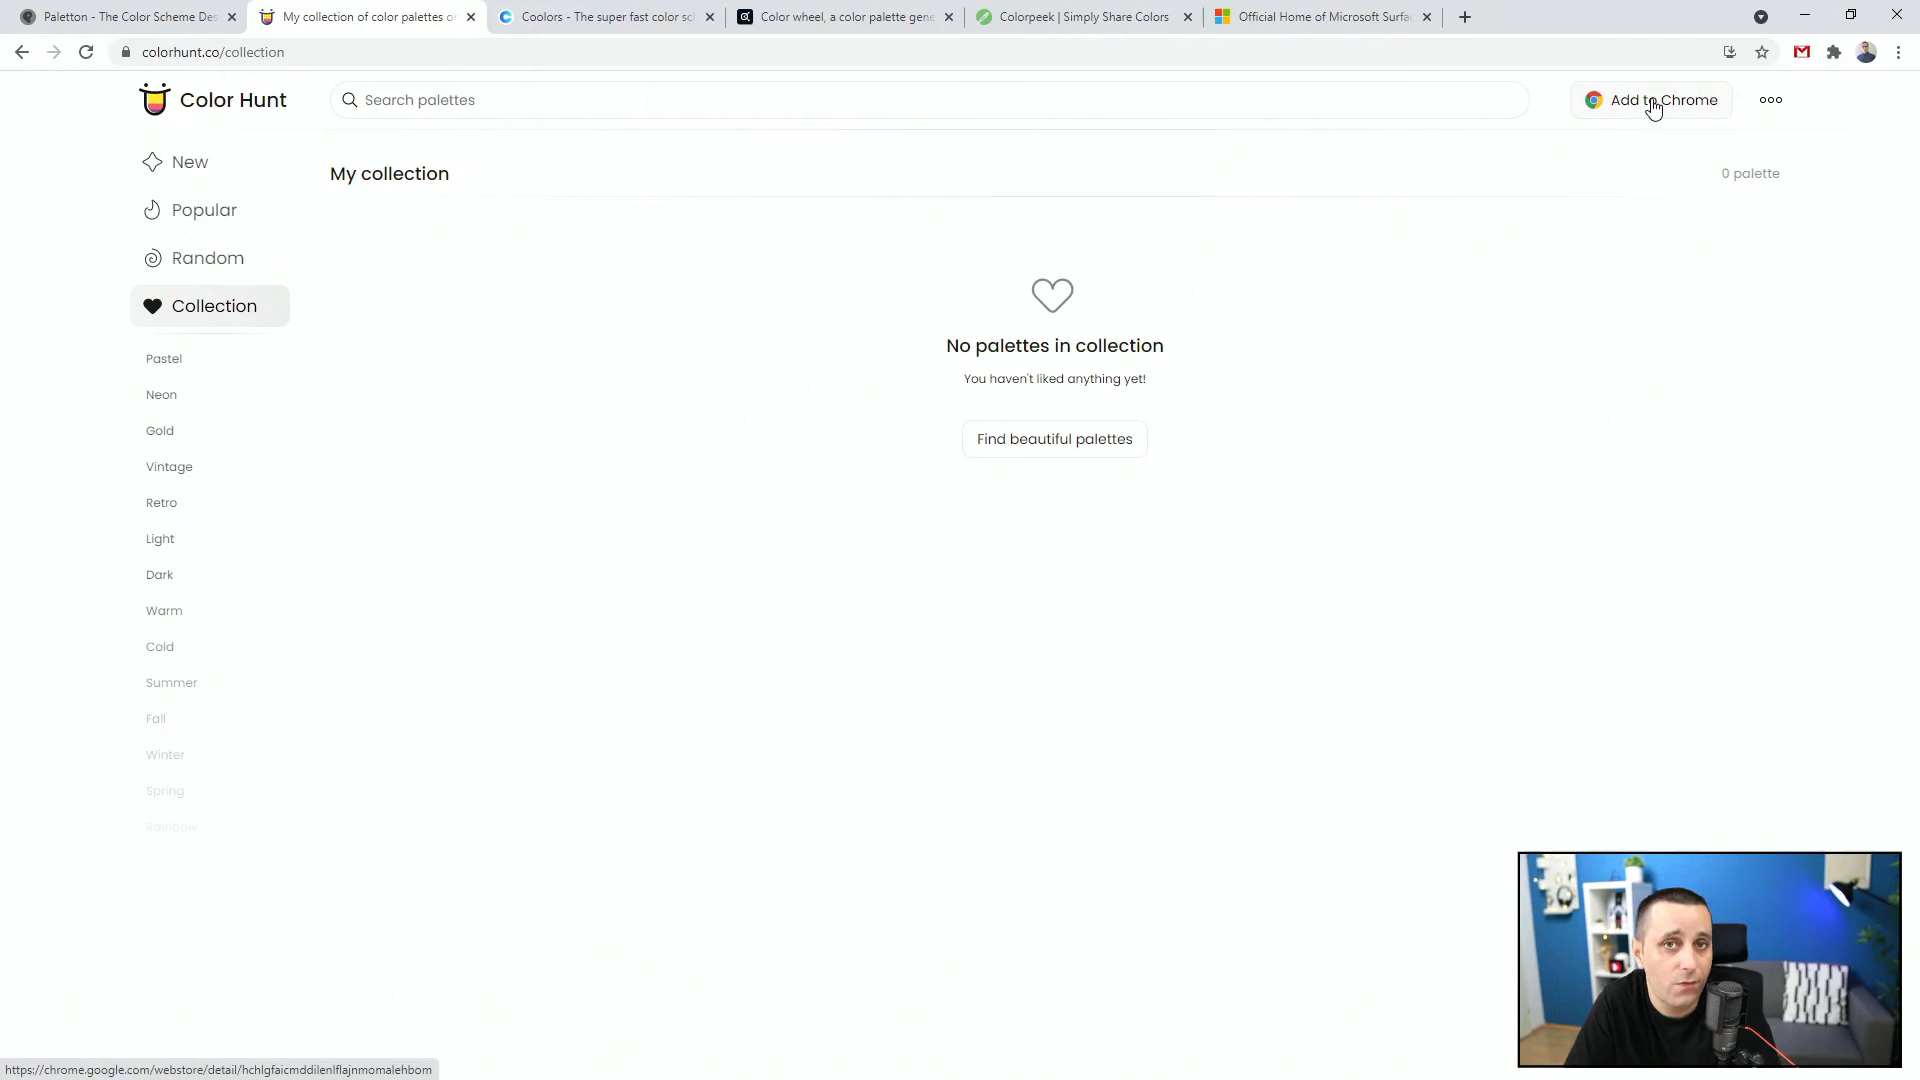 Paletton - The Color Scheme Des
My collection of color palettes or
Coolors - The super fast color sc
Color wheel, a color palette gene
Colorpeek | Simply Share Colors
Official Home of Microsoft Surfa
colorhunt.co/collection
Color Hunt
Search palettes
Add to Chrome
New
My collection
0 palette
Popular
Random
Collection
No palettes in collection
Pastel
You haven't liked anything yet!
Neon
Gold
Find beautiful palettes
Vintage
Retro
Light
Dark
Warm
Cold
Summer
Fall
Winter
Spring
Rainbow
https://chrome.google.com/webstore/detail/hchlgfaicmddilenlflajnmomalehbom